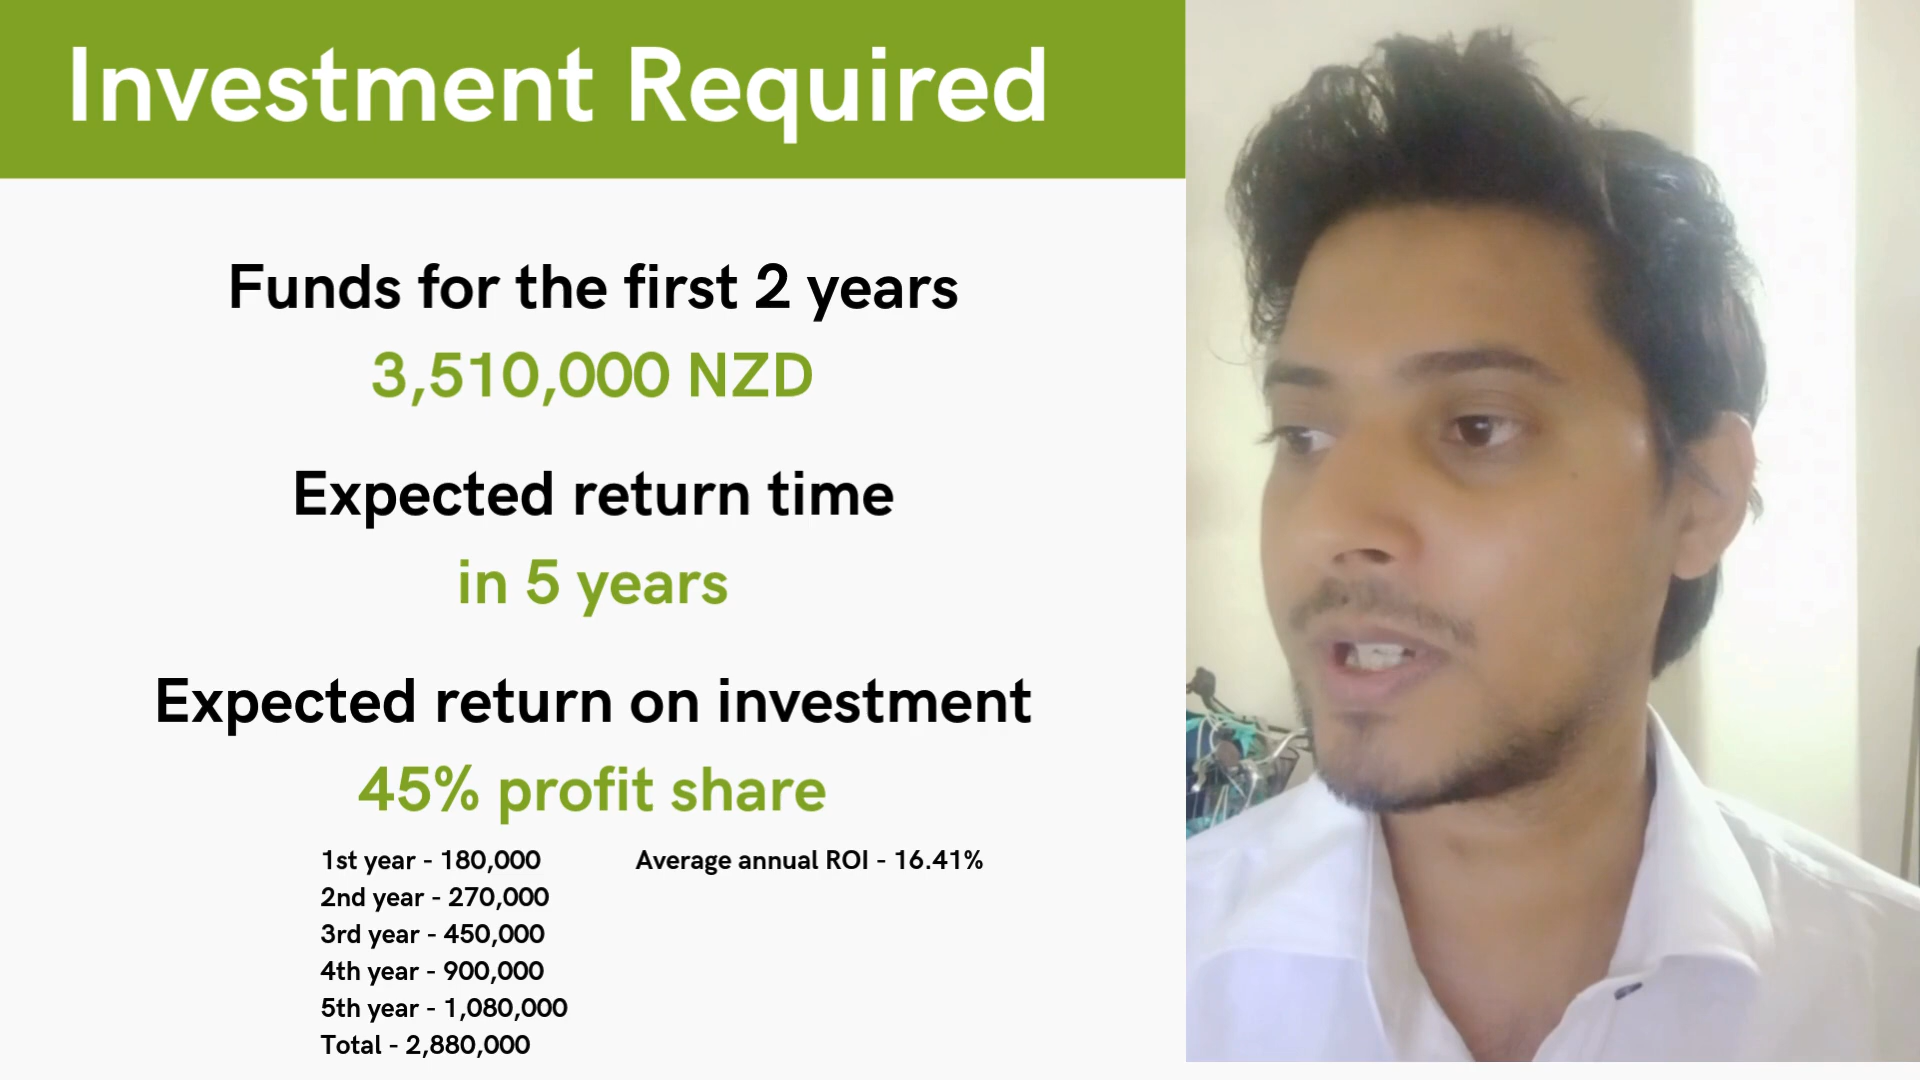 Investment Required
Funds for the first 2 years
3,510,000 NZD
Expected return time
in 5 years
Expected return on investment
45% profit share
1st year - 180,000
2nd year - 270,000
3rd year - 450,000
4th year - 900,000
5th year - 1,080,000
Total - 2,880,000
Average annual ROI - 16.41%